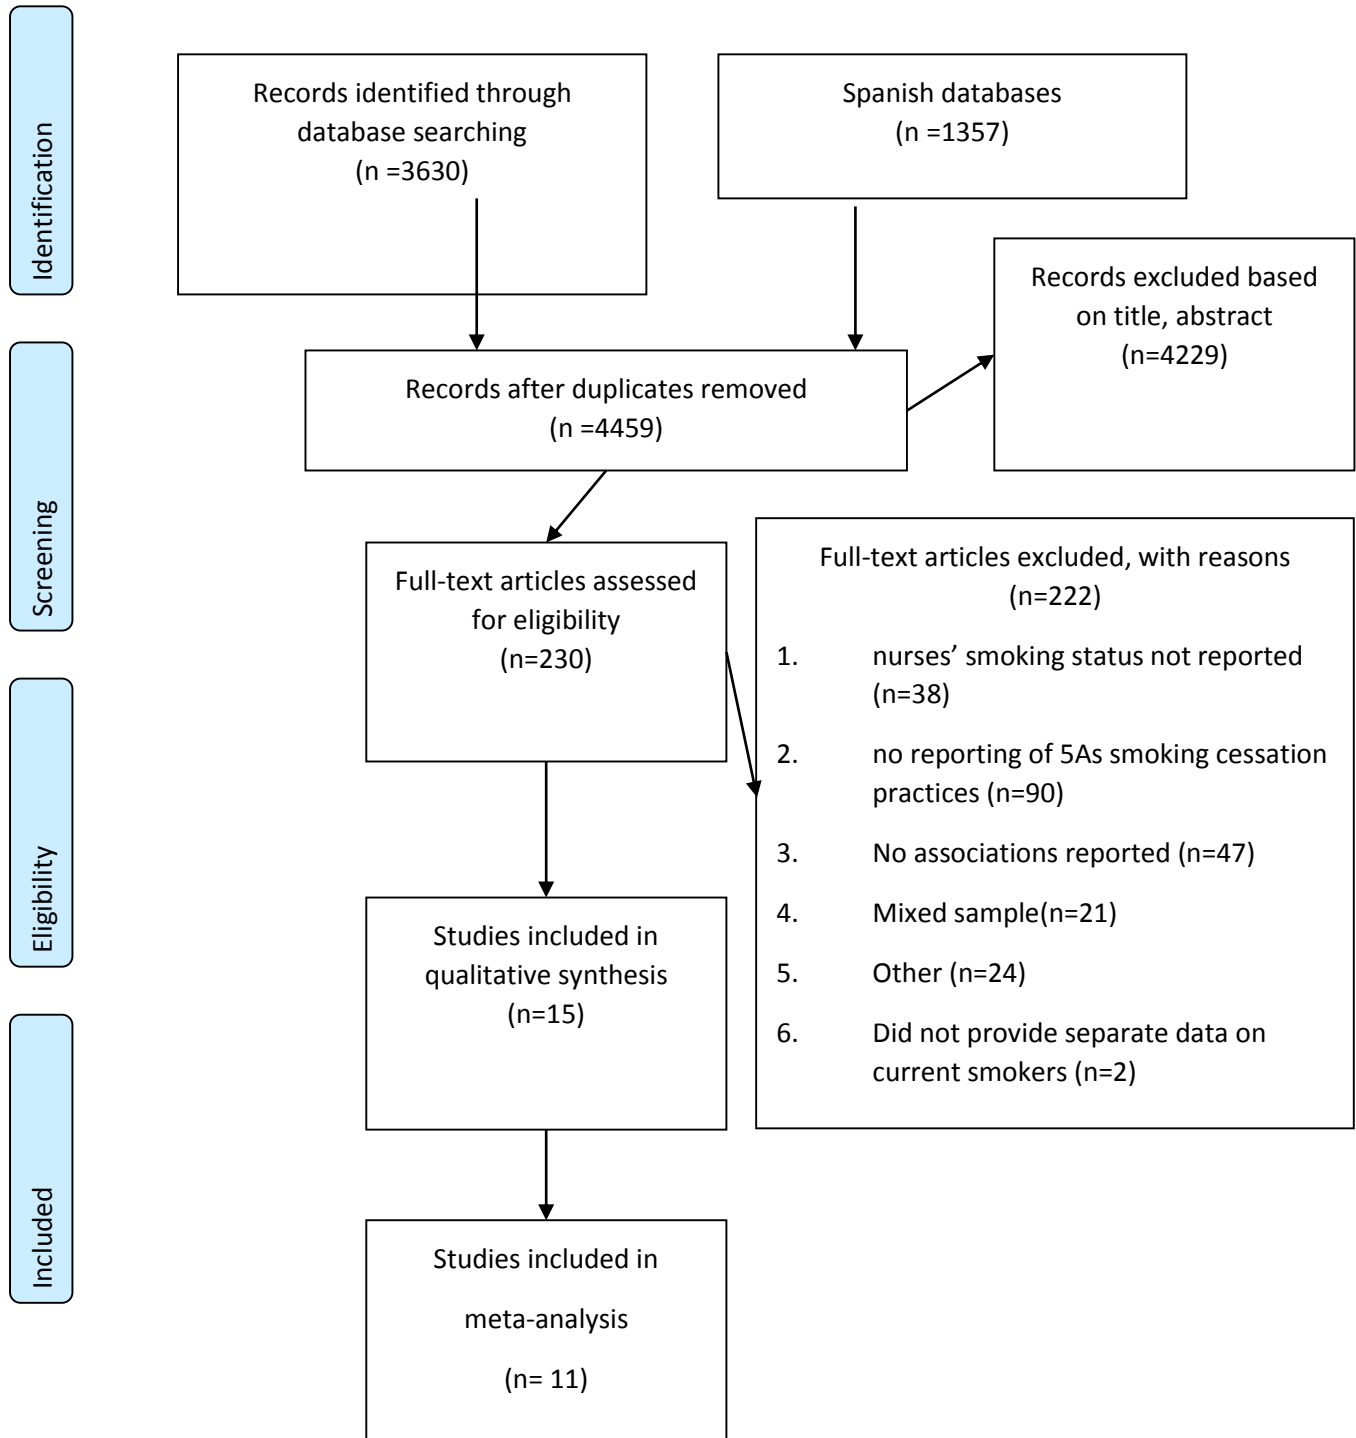 Identification
Records identified through
database searching
(n =3630)
Spanish databases
(n =1357)
Records excluded based
on title, abstract
(n=4229)
Screening
Records after duplicates removed
(n =4459)
Full-text articles assessed
for eligibility
(n=230)
Full-text articles excluded, with reasons
(n=222)
1. nurses’ smoking status not reported
(n=38)
2. no reporting of 5As smoking cessation
practices (n=90)
3. No associations reported (n=47)
4. Mixed sample(n=21)
5. Other (n=24)
6. Did not provide separate data on
current smokers (n=2)
Eligibility
Studies included in
qualitative synthesis
(n=15)
Included
Studies included in
meta-analysis
(n= 11)